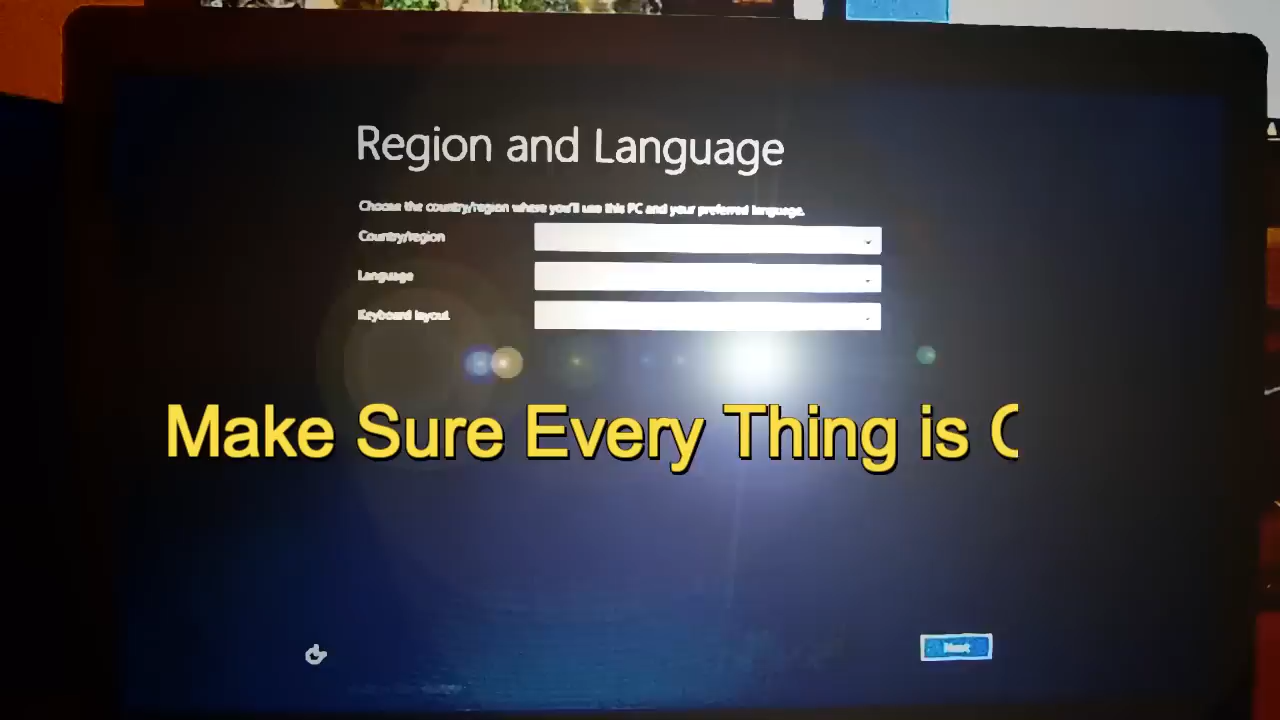 Region and Language
Choose the country/region where you'll use this PC and your preferred language.
Country/region
Language
Keyboard layout
Make Sure Every Thing is
Next